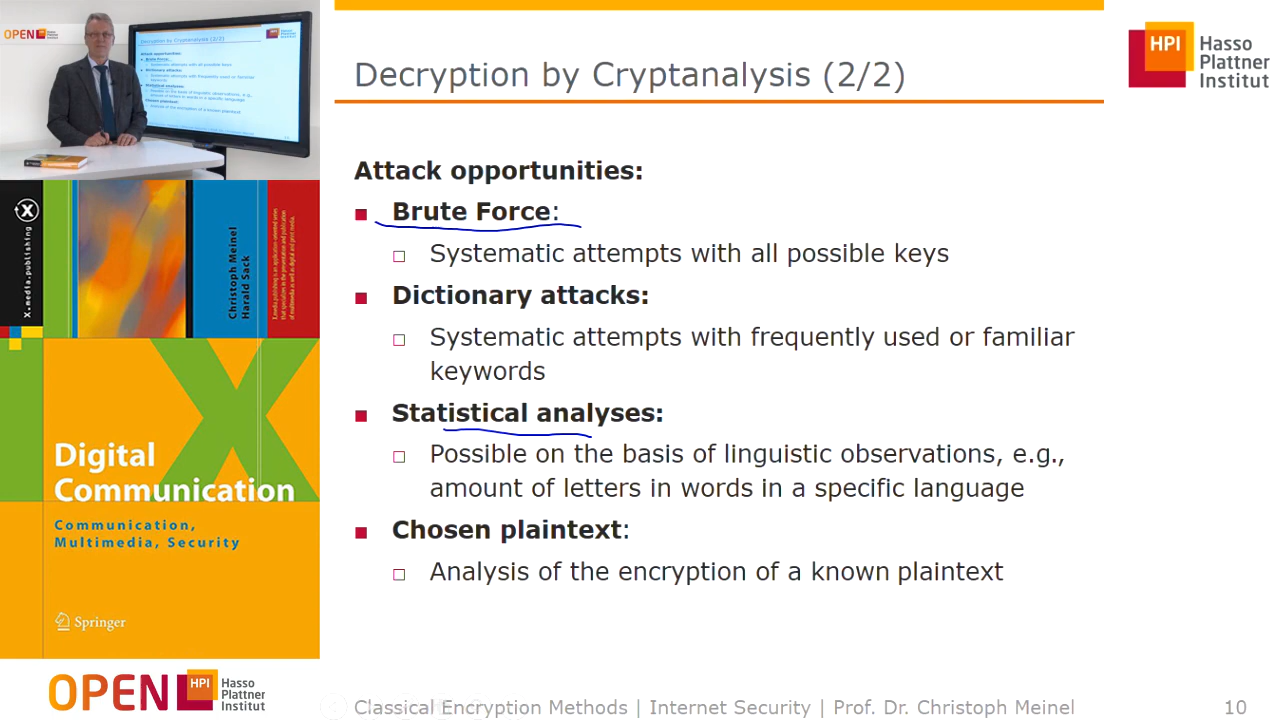 OPEN HPI Hasso
Plattner
Institut
Decryption by Cryptanalysis (2/2)
HPI
Hasso
Plattner
Institut
Attack opportunities:
Brute Force:
Systematic attempts with all possible keys
Dictionary attacks:
Systematic attempts with frequently used or familiar
keywords
Statistical analyses:
Possible on the basis of linguistic observations, e.g.,
amount of letters in words in a specific language
Chosen plaintext:
Analysis of the encryption of a known plaintext
X.media.publishing
Christoph Meinel
Harald Sack
Digital
Communication
Communication,
Multimedia, Security
Springer
OPEN HPI
Hasso
Plattner
Institut
Classical Encryption Methods | Internet Security | Prof. Dr. Christoph Meinel
10